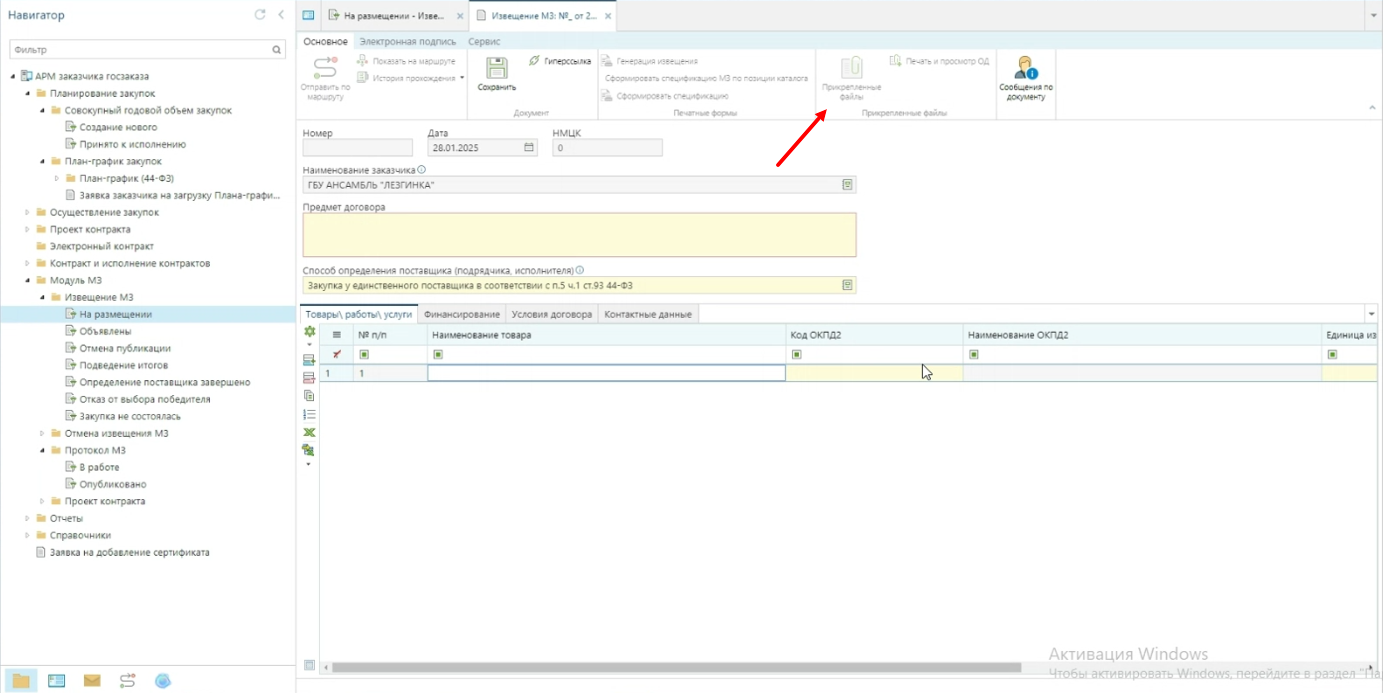 Навигатор
Фильтр
АРМ заказчика госзаказа
Планирование закупок
Совокупный годовой объем закупок
Создание нового
Принято к исполнению
План-график закупок
План-график (44-ФЗ)
Заявка заказчика на загрузку Плана-графи...
Осуществление закупок
Проект контракта
Электронный контракт
Контракт и исполнение контрактов
Модуль МЗ
Извещение МЗ
На размещении
Объявлены
Отмена публикации
Подведение итогов
Определение поставщика завершено
Отказ от выбора победителя
Закупка не состоялась
Отмена извещения МЗ
Протокол МЗ
В работе
Опубликовано
Проект контракта
Отчеты
Справочники
Заявка на добавление сертификата
На размещении - Изве...
Извещение МЗ: №_ от 2...
Основное Электронная подпись Сервис
Отправить по маршруту
Показать на маршруте
История прохождения
Сохранить
Гиперссылка
Документ
Генерация извещения
Сформировать спецификацию МЗ по позиции каталога
Сформировать спецификацию
Печатные формы
Прикрепленные файлы
Печать и просмотр ОД
Прикрепленные файлы
Сообщения по документу
Номер Дата НМЦК
28.01.2025 0
Наименование заказчика
ГБУ АНСАМБЛЬ "ЛЕЗГИНКА"
Предмет договора
Способ определения поставщика (подрядчика, исполнителя)
Закупка у единственного поставщика в соответствии с п.5 ч.1 ст.93 44-ФЗ
Товары\ работы\ услуги Финансирование Условия договора Контактные данные
№ п/п Наименование товара Код ОКПД2 Наименование ОКПД2 Единица из
1 1
Активация Windows
Чтобы активировать Windows, перейдите в раздел "Па